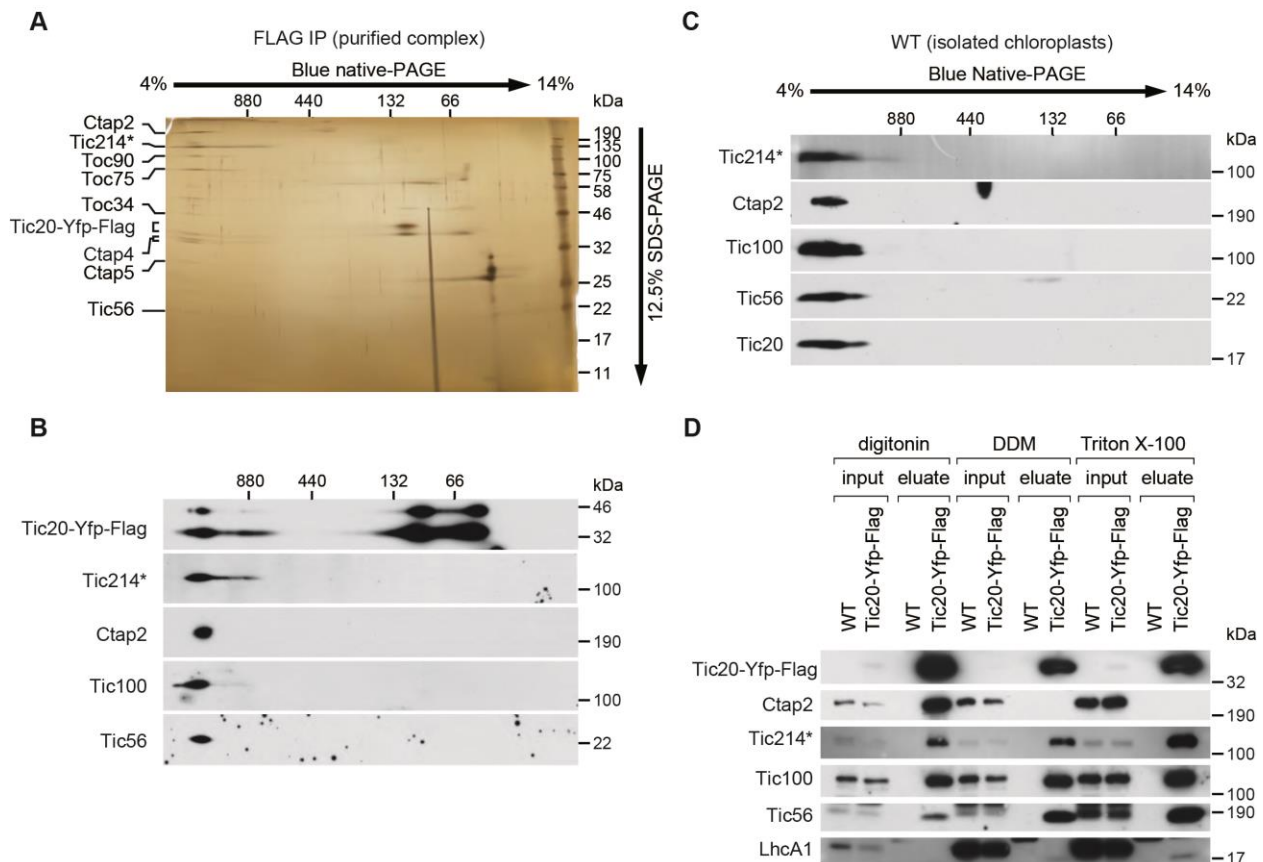 A
FLAG IP (purified complex)
Blue native-PAGE
4% 14%
880 440 132 66 kDa
Ctap2
Tic214*
Toc90
Toc75
Toc34
Tic20-Yfp-Flag
Ctap4
Ctap5
Tic56
190
135
100
75
58
46
32
25
22
17
11
12.5% SDS-PAGE
B
880 440 132 66 kDa
Tic20-Yfp-Flag 46
32
Tic214* 100
Ctap2 190
Tic100 100
Tic56 22
C
WT (isolated chloroplasts)
Blue Native-PAGE
4% 14%
880 440 132 66 kDa
Tic214* 100
Ctap2 190
Tic100 100
Tic56 22
Tic20 17
D
digitonin DDM Triton X-100
input eluate input eluate input eluate
WT Tic20-Yfp-Flag WT Tic20-Yfp-Flag WT Tic20-Yfp-Flag WT Tic20-Yfp-Flag WT Tic20-Yfp-Flag WT Tic20-Yfp-Flag
kDa
Tic20-Yfp-Flag 32
Ctap2 190
Tic214* 100
Tic100 100
Tic56 190
LhcA1 17